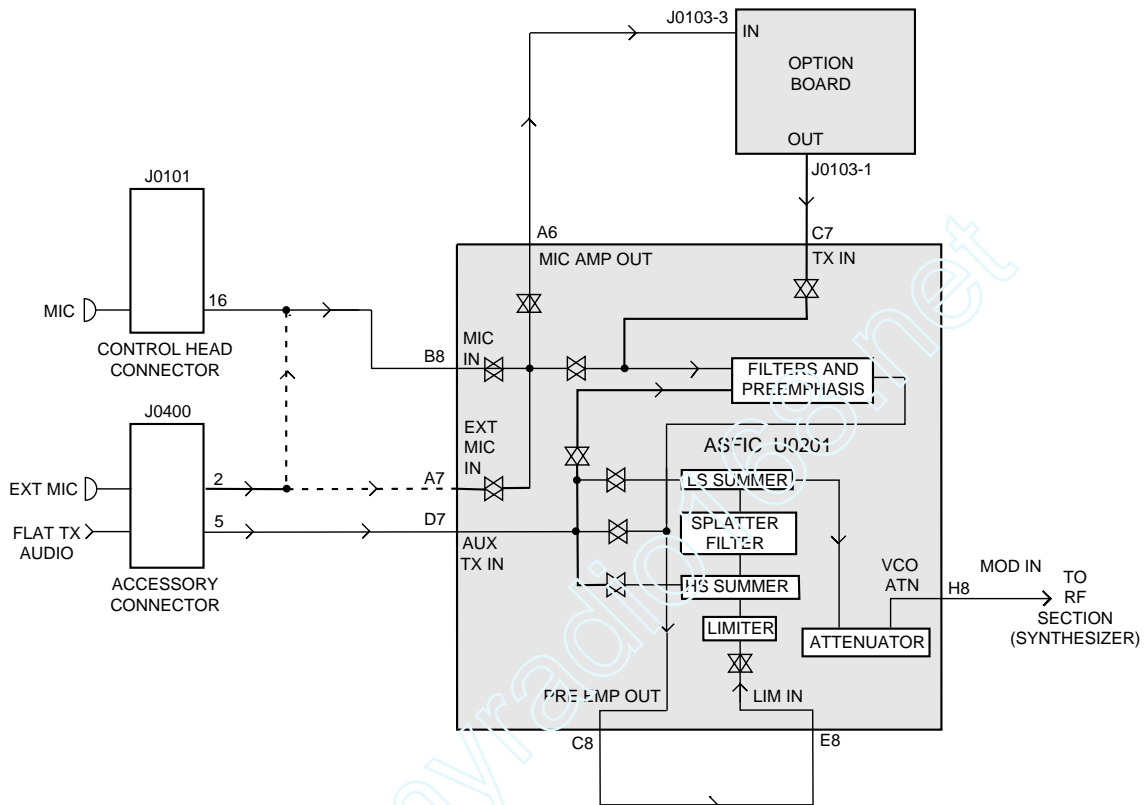 J0103-3
IN
OPTION
BOARD
OUT
J0103-1
J0101
A6
C7
MIC AMP OUT
TX IN
MIC
16
MIC
IN
B8
CONTROL HEAD
CONNECTOR
FILTERS AND
PREEMPHASIS
J0400
EXT
MIC
IN
ASFIC U0201
EXT MIC
2
A7
LS SUMMER
FLAT TX
AUDIO
5
D7
AUX
TX IN
SPLATTER
FILTER
ACCESSORY
CONNECTOR
HS SUMMER
VCO
ATN
H8
MOD IN
TO
RF
SECTION
(SYNTHESIZER)
LIMITER
ATTENUATOR
PRE EMP OUT
LIM IN
C8
E8
myradio168.net